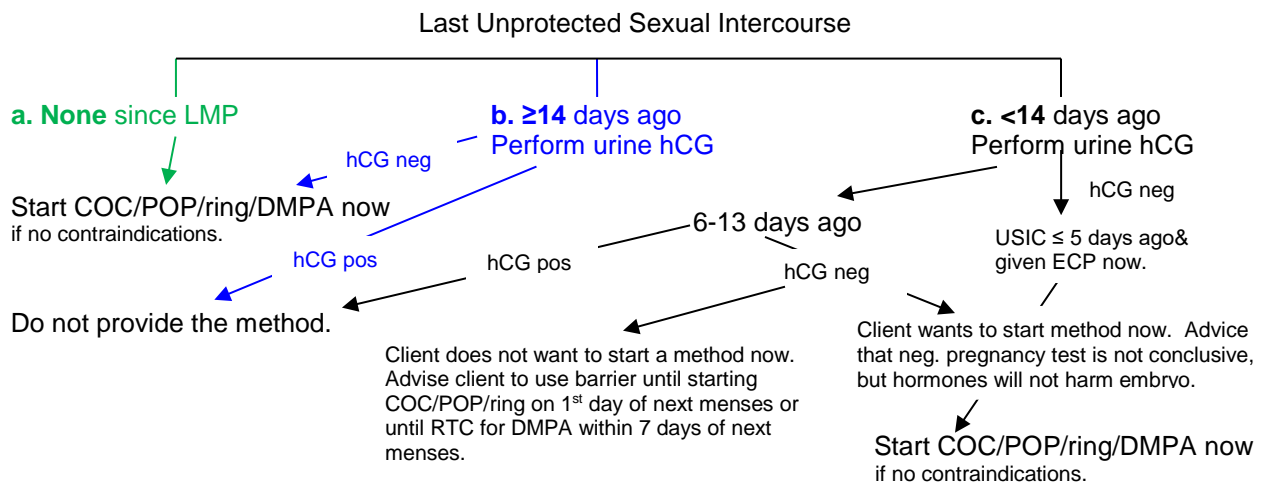 Last Unprotected Sexual Intercourse
a. None since LMP
b. ≥14 days ago
Perform urine hCG
c. <14 days ago
Perform urine hCG
hCG neg
hCG neg
Start COC/POP/ring/DMPA now
if no contraindications.
6-13 days ago
USIC ≤ 5 days ago&
given ECP now.
hCG pos
hCG pos
hCG neg
Do not provide the method.
Client does not want to start a method now.
Advise client to use barrier until starting
COC/POP/ring on 1st day of next menses or
until RTC for DMPA within 7 days of next
menses.
Client wants to start method now. Advice
that neg. pregnancy test is not conclusive,
but hormones will not harm embryo.
Start COC/POP/ring/DMPA now
if no contraindications.